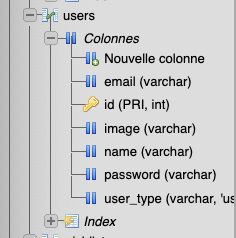 users
Colonnes
Nouvelle colonne
email (varchar)
id (PRI, int)
image (varchar)
name (varchar)
password (varchar)
user_type (varchar, 'us
Index